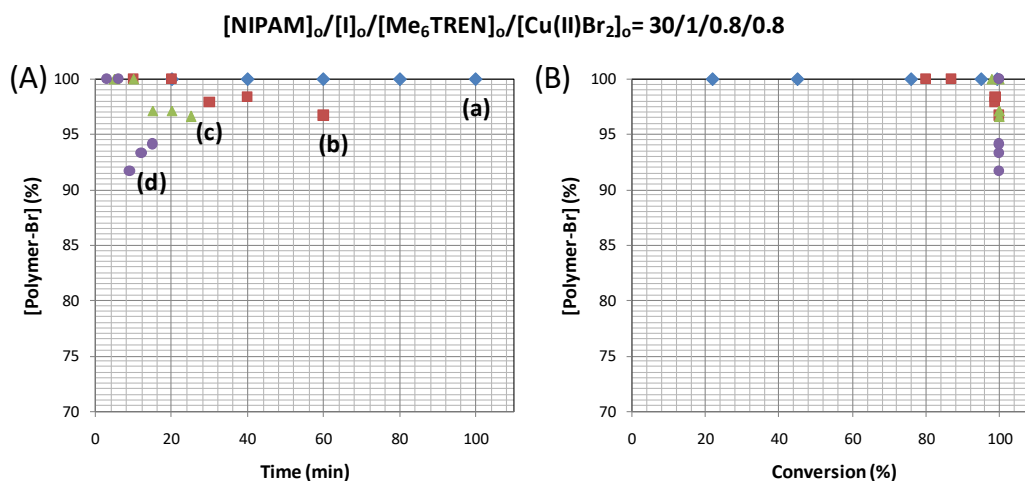 [NIPAM]o/[I]o/[Me6TREN]o/[Cu(II)Br2]o= 30/1/0.8/0.8
(A)
[Polymer-Br] (%)
100
95
90
85
80
75
70
(a)
(b)
(c)
(d)
0 20 40 60 80 100
Time (min)
(B)
[Polymer-Br] (%)
100
95
90
85
80
75
70
0 20 40 60 80 100
Conversion (%)